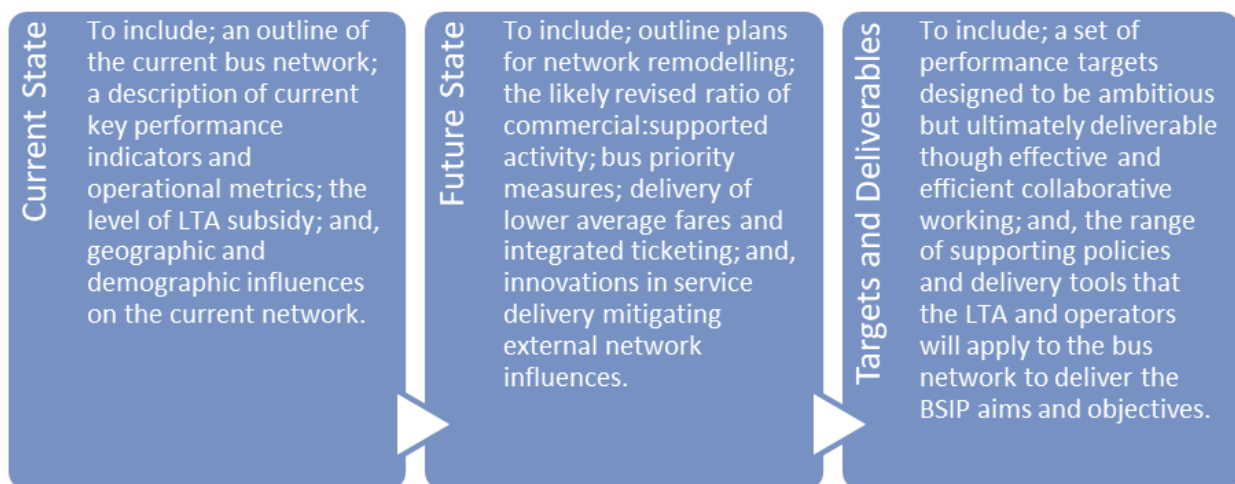 Current State
To include; an outline of
the current bus network;
a description of current
key performance
indicators and
operational metrics; the
level of LTA subsidy; and,
geographic and
demographic influences
on the current network.
Future State
To include; outline plans
for network remodelling;
the likely revised ratio of
commercial:supported
activity; bus priority
measures; delivery of
lower average fares and
integrated ticketing; and,
innovations in service
delivery mitigating
external network
influences.
Targets and Deliverables
To include; a set of
performance targets
designed to be ambitious
but ultimately deliverable
though effective and
efficient collaborative
working; and, the range
of supporting policies
and delivery tools that
the LTA and operators
will apply to the bus
network to deliver the
BSIP aims and objectives.